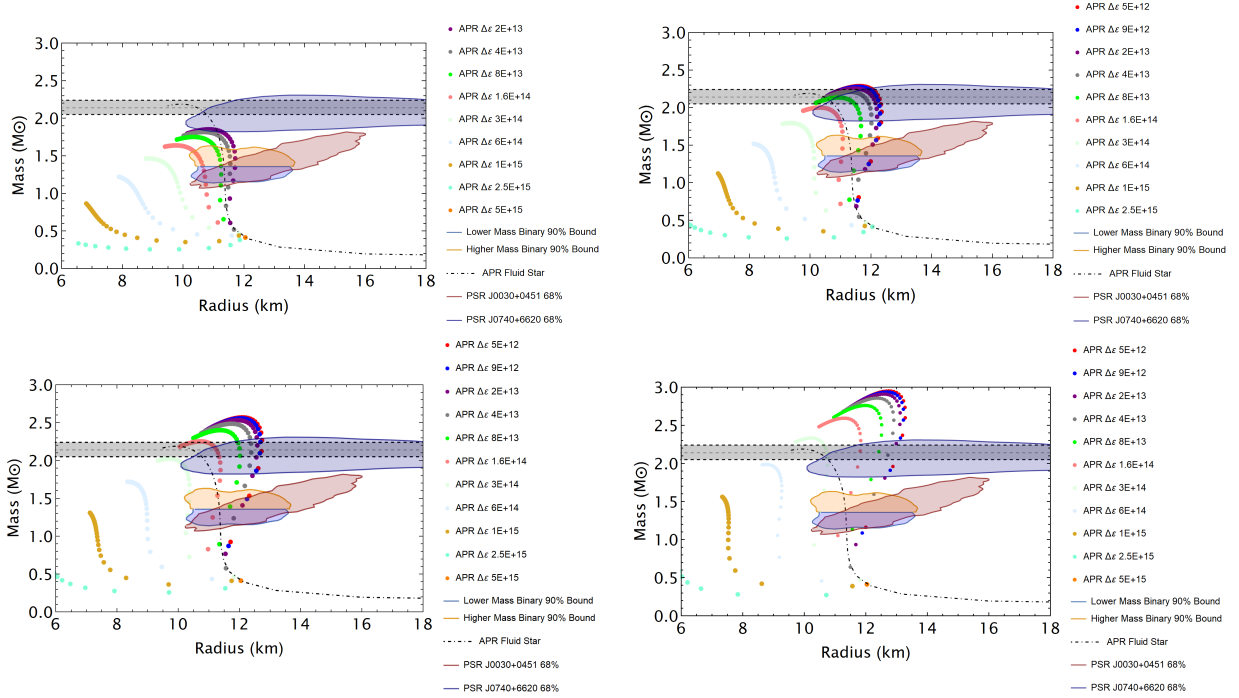 3.0
2.5
2.0
1.5
1.0
0.5
0.0
Mass (M⊙)
6 8 10 12 14 16 18
Radius (km)
APR Δε 2E+13
APR Δε 4E+13
APR Δε 8E+13
APR Δε 1.6E+14
APR Δε 3E+14
APR Δε 6E+14
APR Δε 1E+15
APR Δε 2.5E+15
APR Δε 5E+15
Lower Mass Binary 90% Bound
Higher Mass Binary 90% Bound
APR Fluid Star
PSR J0030+0451 68%
PSR J0740+6620 68%
3.0
2.5
2.0
1.5
1.0
0.5
0.0
Mass (M⊙)
6 8 10 12 14 16 18
Radius (km)
APR Δε 5E+12
APR Δε 9E+12
APR Δε 2E+13
APR Δε 4E+13
APR Δε 8E+13
APR Δε 1.6E+14
APR Δε 3E+14
APR Δε 6E+14
APR Δε 1E+15
APR Δε 2.5E+15
Lower Mass Binary 90% Bound
Higher Mass Binary 90% Bound
APR Fluid Star
PSR J0030+0451 68%
PSR J0740+6620 68%
3.0
2.5
2.0
1.5
1.0
0.5
0.0
Mass (M⊙)
6 8 10 12 14 16 18
Radius (km)
APR Δε 5E+12
APR Δε 9E+12
APR Δε 2E+13
APR Δε 4E+13
APR Δε 8E+13
APR Δε 1.6E+14
APR Δε 3E+14
APR Δε 6E+14
APR Δε 1E+15
APR Δε 2.5E+15
APR Δε 5E+15
Lower Mass Binary 90% Bound
Higher Mass Binary 90% Bound
APR Fluid Star
PSR J0030+0451 68%
PSR J0740+6620 68%
3.0
2.5
2.0
1.5
1.0
0.5
0.0
Mass (M⊙)
6 8 10 12 14 16 18
Radius (km)
APR Δε 5E+12
APR Δε 9E+12
APR Δε 2E+13
APR Δε 4E+13
APR Δε 8E+13
APR Δε 1.6E+14
APR Δε 3E+14
APR Δε 6E+14
APR Δε 1E+15
APR Δε 2.5E+15
APR Δε 5E+15
Lower Mass Binary 90% Bound
Higher Mass Binary 90% Bound
APR Fluid Star
PSR J0030+0451 68%
PSR J0740+6620 68%